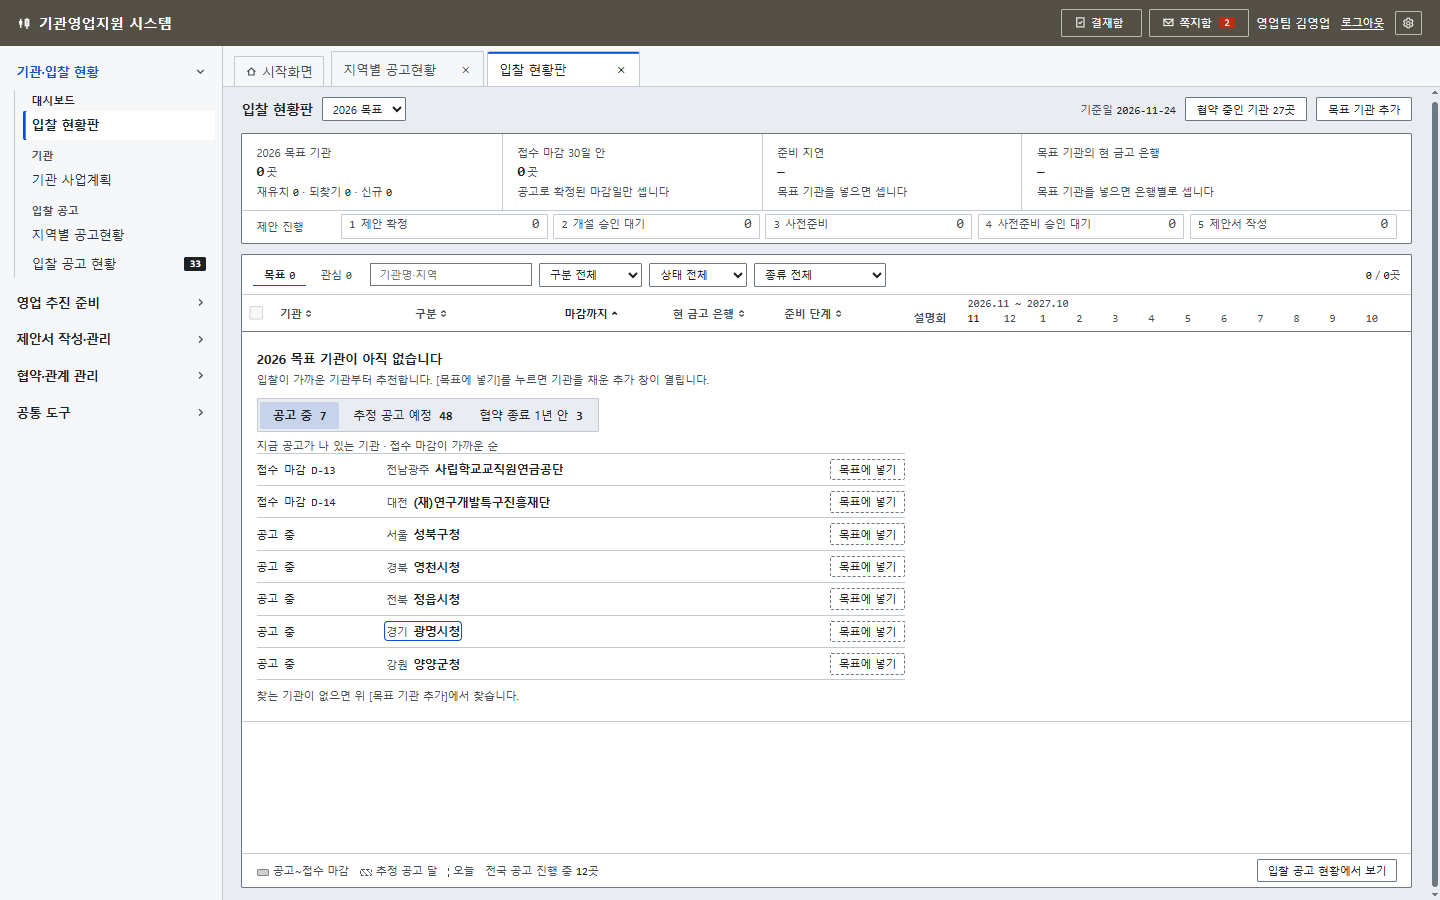 기관영업지원 시스템
결재함
쪽지함 2
영업팀 김영업
로그아웃
기관·입찰 현황
대시보드
입찰 현황판
기관
기관 사업계획
입찰 공고
지역별 공고현황
입찰 공고 현황 33
영업 추진 준비
제안서 작성·관리
협약·관계 관리
공통 도구
시작화면
지역별 공고현황 ×
입찰 현황판 ×
입찰 현황판 2026 목표
기준일 2026-11-24 협약 중인 기관 27곳 목표 기관 추가
2026 목표 기관
0곳
재유치 0 · 되찾기 0 · 신규 0
접수 마감 30일 안
0곳
공고로 확정된 마감일만 셉니다
준비 지연
–
목표 기관을 넣으면 셉니다
목표 기관의 현 금고 은행
–
목표 기관을 넣으면 은행별로 셉니다
제안 진행
1 제안 확정 0
2 개설 승인 대기 0
3 사전준비 0
4 사전준비 승인 대기 0
5 제안서 작성 0
목표 0 관심 0 기관명·지역 구분 전체 상태 전체 종류 전체 0 / 0곳
기관 구분 마감까지 현 금고 은행 준비 단계 설명회
2026.11 ~ 2027.10
11 12 1 2 3 4 5 6 7 8 9 10
2026 목표 기관이 아직 없습니다
입찰이 가까운 기관부터 추천합니다. [목표에 넣기]를 누르면 기관을 채운 추가 창이 열립니다.
공고 중 7 추정 공고 예정 48 협약 종료 1년 안 3
지금 공고가 나 있는 기관 · 접수 마감이 가까운 순
접수 마감 D-13 전남광주 사립학교교직원연금공단 목표에 넣기
접수 마감 D-14 대전 (재)연구개발특구진흥재단 목표에 넣기
공고 중 서울 성북구청 목표에 넣기
공고 중 경북 영천시청 목표에 넣기
공고 중 전북 정읍시청 목표에 넣기
공고 중 경기 광명시청 목표에 넣기
공고 중 강원 양양군청 목표에 넣기
찾는 기관이 없으면 위 [목표 기관 추가]에서 찾습니다.
공고~접수 마감 추정 공고 달 오늘 전국 공고 진행 중 12곳
입찰 공고 현황에서 보기